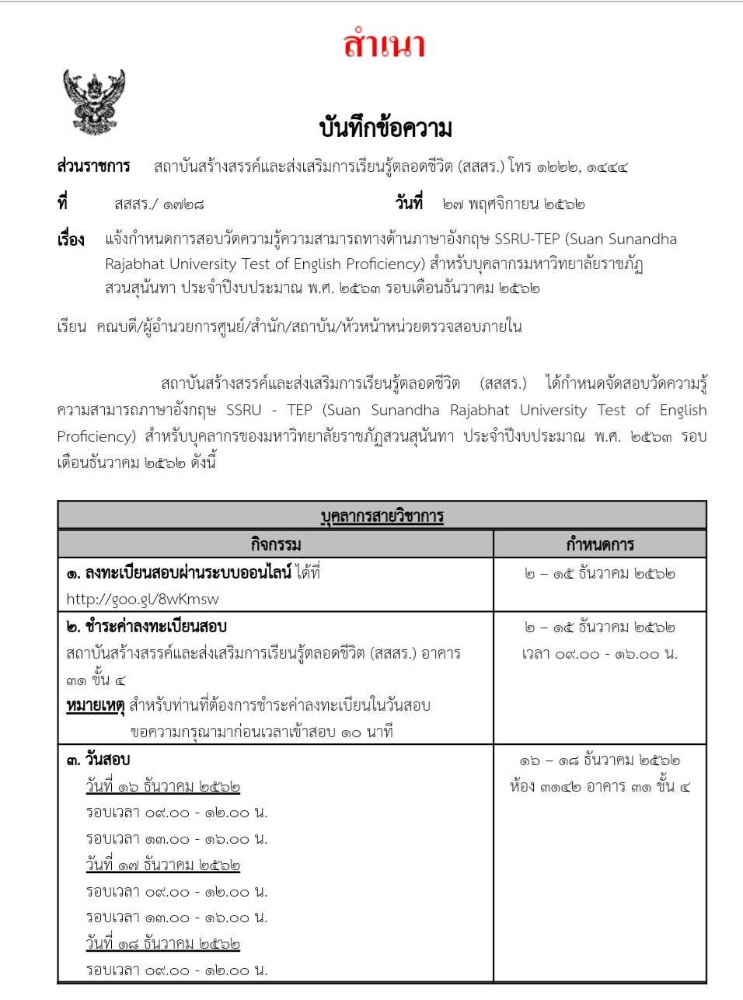 สำเนา
บันทึกข้อความ
ส่วนราชการ สถาบันสร้างสรรค์และส่งเสริมการเรียนรู้ตลอดชีวิต (สสสร.) โทร ๑๒๒๒, ๑๔๔๔
ที่ สสสร./ ๑๗๒๘ วันที่ ๒๗ พฤศจิกายน ๒๕๖๒
เรื่อง แจ้งกำหนดการสอบวัดความรู้ความสามารถทางด้านภาษาอังกฤษ SSRU-TEP (Suan Sunandha
Rajabhat University Test of English Proficiency) สำหรับบุคลากรมหาวิทยาลัยราชภัฏ
สวนสุนันทา ประจำปีงบประมาณ พ.ศ. ๒๕๖๓ รอบเดือนธันวาคม ๒๕๖๒
เรียน คณบดี/ผู้อำนวยการศูนย์/สำนัก/สถาบัน/หัวหน้าหน่วยตรวจสอบภายใน
สถาบันสร้างสรรค์และส่งเสริมการเรียนรู้ตลอดชีวิต (สสสร.) ได้กำหนดจัดสอบวัดความรู้
ความสามารถภาษาอังกฤษ SSRU - TEP (Suan Sunandha Rajabhat University Test of English
Proficiency) สำหรับบุคลากรของมหาวิทยาลัยราชภัฏสวนสุนันทา ประจำปีงบประมาณ พ.ศ. ๒๕๖๓ รอบ
เดือนธันวาคม ๒๕๖๒ ดังนี้
บุคลากรสายวิชาการ
กิจกรรม กำหนดการ
๑. ลงทะเบียนสอบผ่านระบบออนไลน์ ได้ที่ ๒ – ๑๕ ธันวาคม ๒๕๖๒
http://goo.gl/8wKmsw
๒. ชำระค่าลงทะเบียนสอบ ๒ – ๑๕ ธันวาคม ๒๕๖๒
สถาบันสร้างสรรค์และส่งเสริมการเรียนรู้ตลอดชีวิต (สสสร.) อาคาร เวลา ๐๙.๐๐ - ๑๖.๐๐ น.
๓๑ ชั้น ๔
หมายเหตุ สำหรับท่านที่ต้องการชำระค่าลงทะเบียนในวันสอบ
ขอความกรุณามาก่อนเวลาเข้าสอบ ๑๐ นาที
๓. วันสอบ ๑๖ – ๑๘ ธันวาคม ๒๕๖๒
วันที่ ๑๖ ธันวาคม ๒๕๖๒ ห้อง ๓๑๔๒ อาคาร ๓๑ ชั้น ๔
รอบเวลา ๐๙.๐๐ - ๑๒.๐๐ น.
รอบเวลา ๑๓.๐๐ - ๑๖.๐๐ น.
วันที่ ๑๗ ธันวาคม ๒๕๖๒
รอบเวลา ๐๙.๐๐ - ๑๒.๐๐ น.
รอบเวลา ๑๓.๐๐ - ๑๖.๐๐ น.
วันที่ ๑๘ ธันวาคม ๒๕๖๒
รอบเวลา ๐๙.๐๐ - ๑๒.๐๐ น.